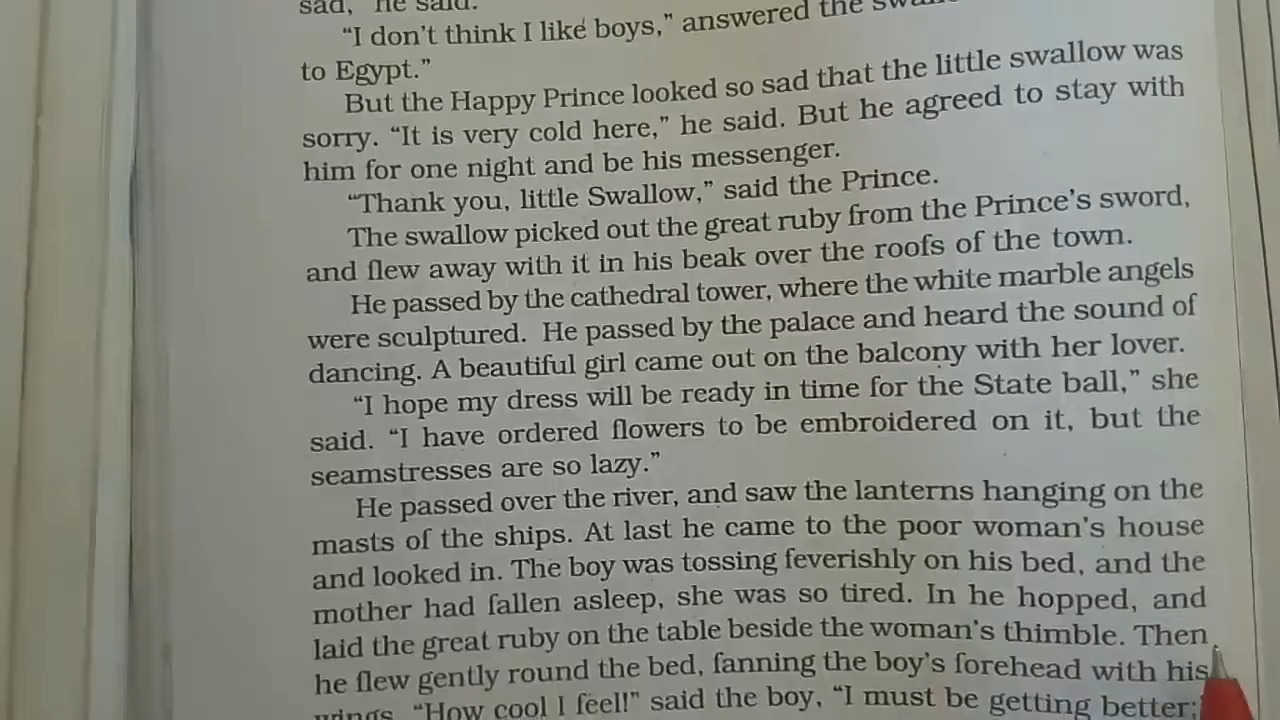 sad," he said.
"I don't think I like boys," answered the
to Egypt."
But the Happy Prince looked so sad that the little swallow was
sorry. "It is very cold here," he said. But he agreed to stay with
him for one night and be his messenger.
"Thank you, little Swallow," said the Prince.
The swallow picked out the great ruby from the Prince's sword,
and flew away with it in his beak over the roofs of the town.
He passed by the cathedral tower, where the white marble angels
were sculptured. He passed by the palace and heard the sound of
dancing. A beautiful girl came out on the balcony with her lover.
"I hope my dress will be ready in time for the State ball," she
said. "I have ordered flowers to be embroidered on it, but the
seamstresses are so lazy."
He passed over the river, and saw the lanterns hanging on the
masts of the ships. At last he came to the poor woman's house
and looked in. The boy was tossing feverishly on his bed, and the
mother had fallen asleep, she was so tired. In he hopped, and
laid the great ruby on the table beside the woman's thimble. Then
he flew gently round the bed, fanning the boy's forehead with his
wings. "How cool I feel!" said the boy, "I must be getting better;